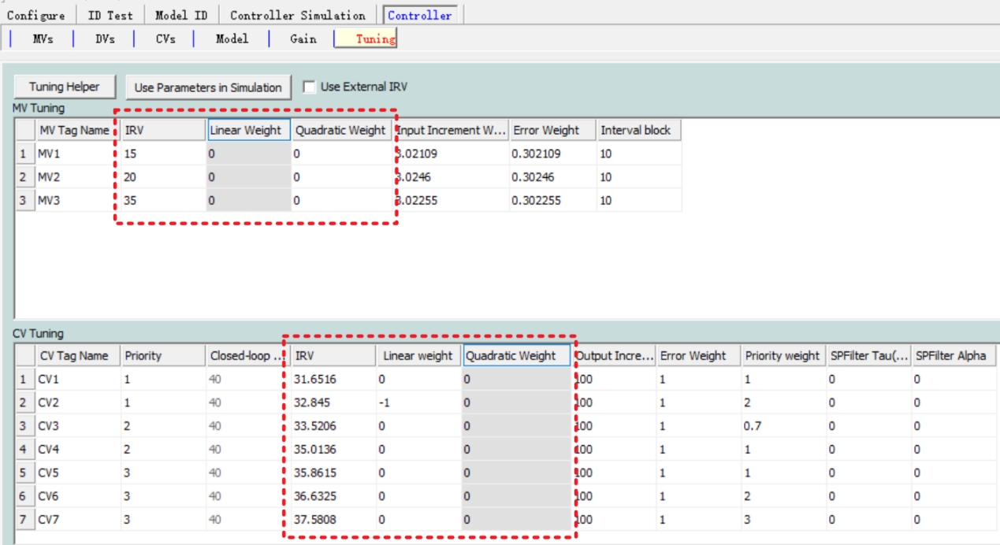 Configure ID Test Model ID Controller Simulation Controller
MVs DVs CVs Model Gain Tuning
Tuning Helper Use Parameters in Simulation Use External IRV
MV Tuning
MV Tag Name IRV Linear Weight Quadratic Weight Input Increment W... Error Weight Interval block
1 MV1 15 0 0 3.02109 0.302109 10
2 MV2 20 0 0 3.0246 0.30246 10
3 MV3 35 0 0 3.02255 0.302255 10
CV Tuning
CV Tag Name Priority Closed-loop ... IRV Linear weight Quadratic Weight Output Incre... Error Weight Priority weight SPFilter Tau(... SPFilter Alpha
1 CV1 1 40 31.6516 0 0 100 1 1 0 0
2 CV2 1 40 32.845 -1 0 100 1 2 0 0
3 CV3 2 40 33.5206 0 0 100 1 0.7 0 0
4 CV4 2 40 35.0136 0 0 100 1 1 0 0
5 CV5 3 40 35.8615 0 0 100 1 1 0 0
6 CV6 3 40 36.6325 0 0 100 1 2 0 0
7 CV7 3 40 37.5808 0 0 100 1 3 0 0